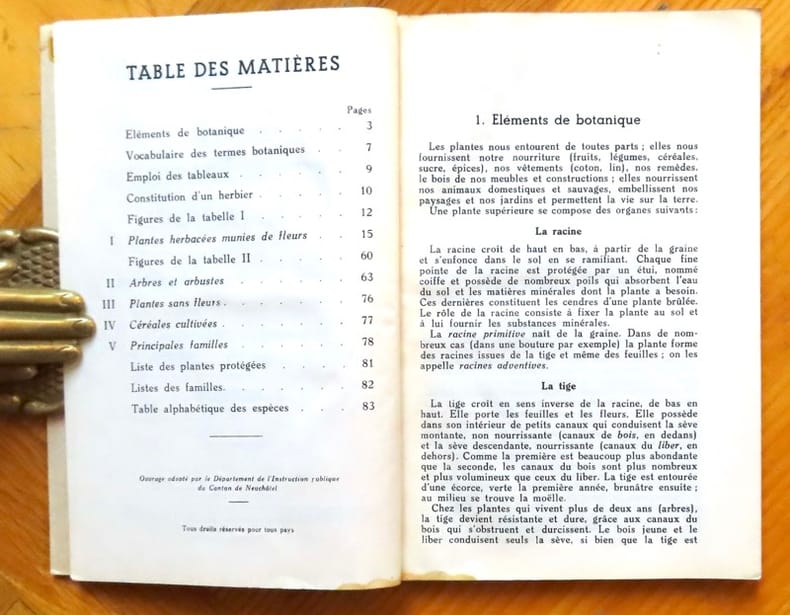 TABLE DES MATIÈRES
Pages
Eléments de botanique . . . . . 3
Vocabulaire des termes botaniques . . 7
Emploi des tableaux . . . . . 9
Constitution d'un herbier . . . . . 10
Figures de la tabelle I . . . . 12
I Plantes herbacées munies de fleurs . . 15
Figures de la tabelle II . . . . 60
II Arbres et arbustes . . . . . 63
III Plantes sans fleurs . . . . . 76
IV Céréales cultivées . . . . . 77
V Principales familles . . . . . 78
Liste des plantes protégées . . . . 81
Listes des familles. . . . . . 82
Table alphabétique des espèces . . . 83
Ouvrage adopté par le Département de l'Instruction publique
du Canton de Neuchâtel
Tous droits réservés pour tous pays
1. Eléments de botanique
Les plantes nous entourent de toutes parts ; elles nous
fournissent notre nourriture (fruits, légumes, céréales,
sucre, épices), nos vêtements (coton, lin), nos remèdes,
le bois de nos meubles et constructions ; elles nourrissent
nos animaux domestiques et sauvages, embellissent nos
paysages et nos jardins et permettent la vie sur la terre.
Une plante supérieure se compose des organes suivants :
La racine
La racine croît de haut en bas, à partir de la graine
et s'enfonce dans le sol en se ramifiant. Chaque fine
pointe de la racine est protégée par un étui, nommé
coiffe et possède de nombreux poils qui absorbent l'eau
du sol et les matières minérales dont la plante a besoin.
Ces dernières constituent les cendres d'une plante brûlée.
Le rôle de la racine consiste à fixer la plante au sol et
à lui fournir les substances minérales.
La racine primitive naît de la graine. Dans de nom-
breux cas (dans une bouture par exemple) la plante forme
des racines issues de la tige et même des feuilles ; on les
appelle racines adventives.
La tige
La tige croît en sens inverse de la racine, de bas en
haut. Elle porte les feuilles et les fleurs. Elle possède
dans son intérieur de petits canaux qui conduisent la sève
montante, non nourrissante (canaux de bois, en dedans)
et la sève descendante, nourrissante (canaux du liber, en
dehors). Comme la première est beaucoup plus abondante
que la seconde, les canaux du bois sont plus nombreux
et plus volumineux que ceux du liber. La tige est entourée
d'une écorce, verte la première année, brunâtre ensuite ;
au milieu se trouve la moëlle.
Chez les plantes qui vivent plus de deux ans (arbres),
la tige devient résistante et dure, grâce aux canaux du
bois qui s'obstruent et durcissent. Le bois jeune et le
liber conduisent seuls la sève, si bien que la tige est